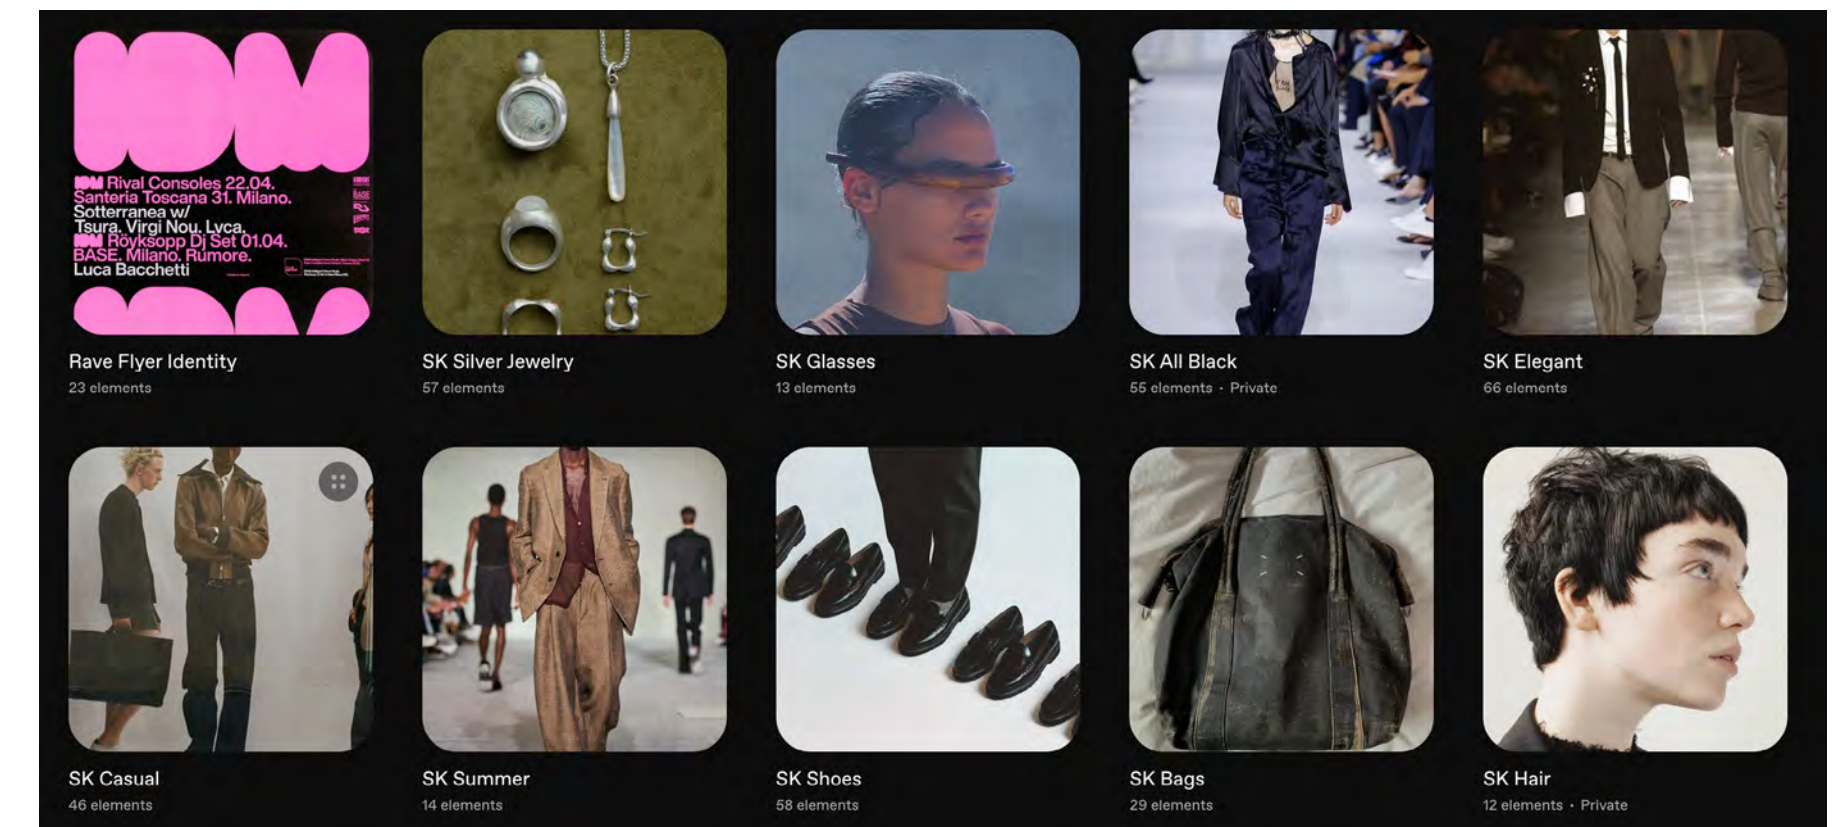 IDM Rival Consoles 22.04.
Santeria Toscana 31. Milano.
Sotterranea w/
Tsura. Virgi Nou. Lvca.
IDM Röyksopp Dj Set 01.04.
BASE. Milano. Rumore.
Luca Bacchetti
Rave Flyer Identity
23 elements
SK Silver Jewelry
57 elements
SK Glasses
13 elements
SK All Black
55 elements · Private
SK Elegant
66 elements
SK Casual
46 elements
SK Summer
14 elements
SK Shoes
58 elements
SK Bags
29 elements
SK Hair
12 elements · Private